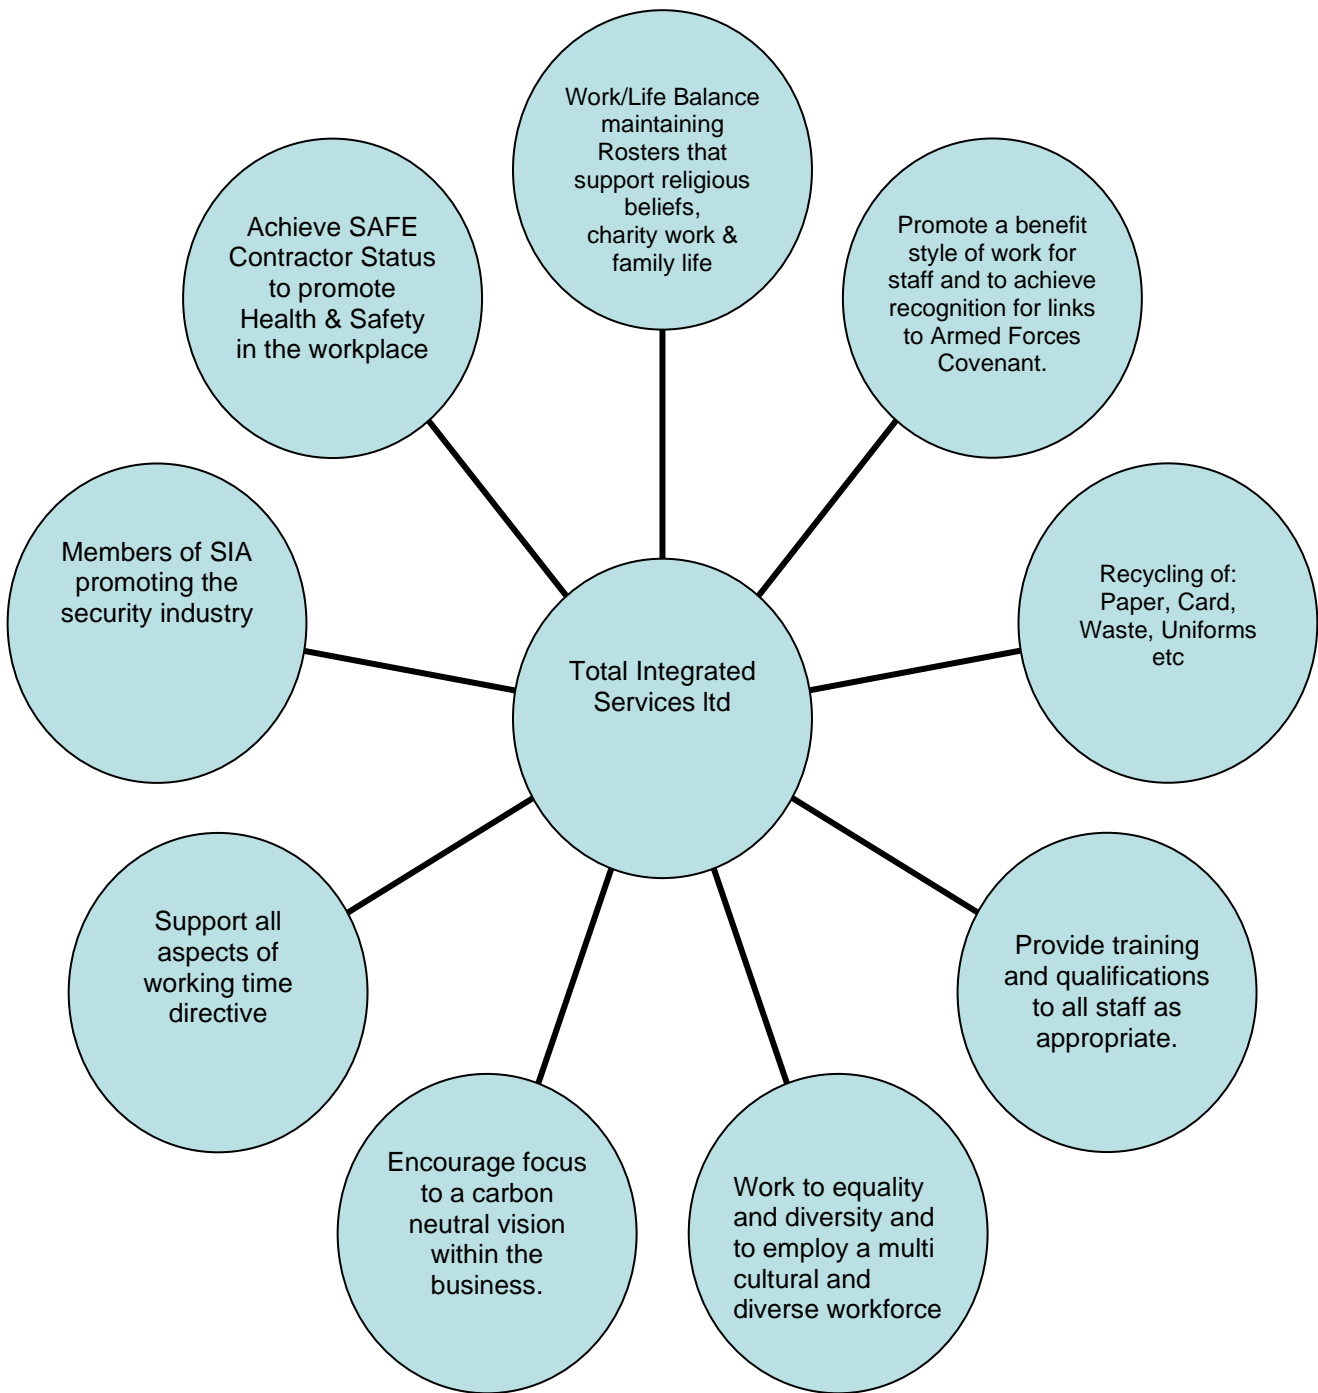 Work/Life Balance
maintaining
Rosters that
support religious
beliefs,
charity work &
family life
Promote a benefit
style of work for
staff and to achieve
recognition for links
to Armed Forces
Covenant.
Recycling of:
Paper, Card,
Waste, Uniforms
etc
Provide training
and qualifications
to all staff as
appropriate.
Work to equality
and diversity and
to employ a multi
cultural and
diverse workforce
Encourage focus
to a carbon
neutral vision
within the
business.
Support all
aspects of
working time
directive
Members of SIA
promoting the
security industry
Achieve SAFE
Contractor Status
to promote
Health & Safety
in the workplace
Total Integrated
Services ltd